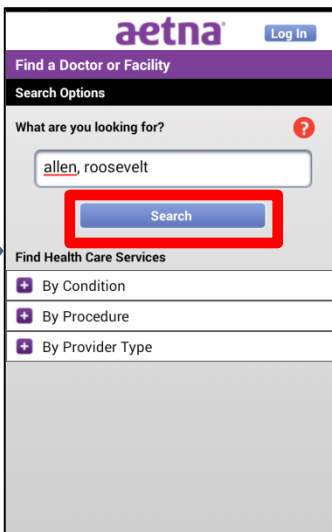 aetna
Log In
Find a Doctor or Facility
Search Options
What are you looking for?
?
allen, roosevelt
Search
Find Health Care Services
+ By Condition
+ By Procedure
+ By Provider Type